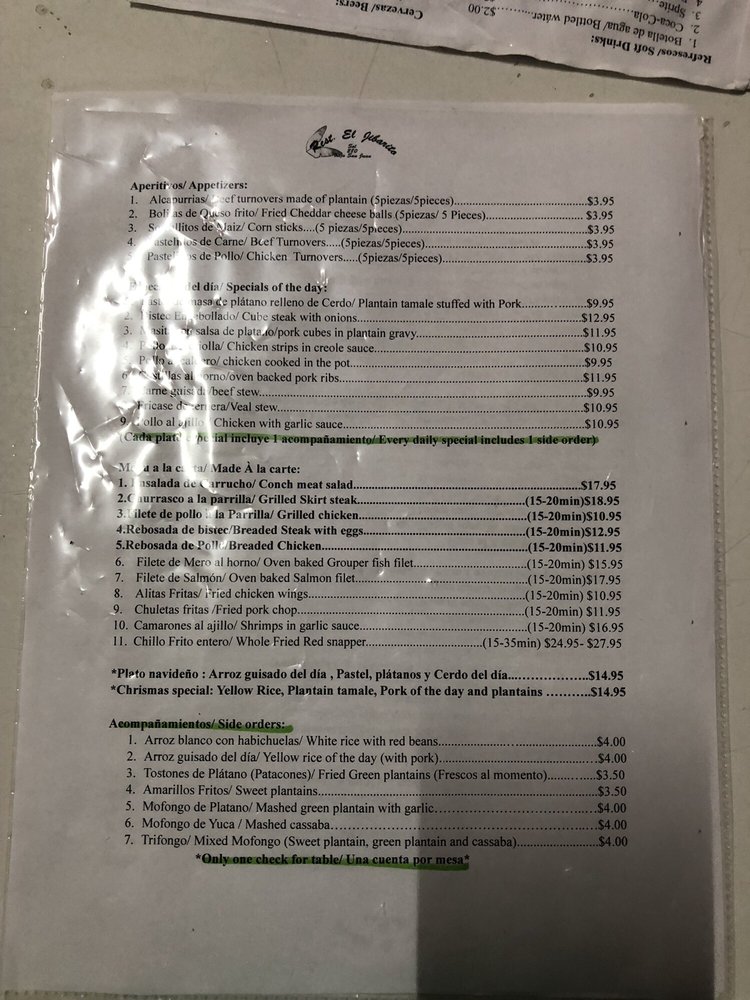 Refrescos/ Soft Drinks:
1. Botella de agua/ Bottled water..........$2.00
2. Coca-Cola
3. Sprite
4
Cervezas/ Beers:
Rest. El Jibarito
San Juan
Aperitivos/ Appetizers:
1. Alcapurrias/ Beef turnovers made of plantain (5piezas/5pieces)..........$3.95
2. de Queso frito/ Fried Cheddar cheese balls (5piezas/ 5 Pieces)..........$3.95
3. de Maiz/ Corn sticks....(5 piezas/5pieces)..........$3.95
4. de Carne/ Beef Turnovers.....(5piezas/5pieces)..........$3.95
de Pollo/ Chicken Turnovers.....(5piezas/5pieces)..........$3.95
del día/ Specials of the day:
masa de plátano relleno de Cerdo/ Plantain tamale stuffed with Pork..........$9.95
2. Bistec Encebollado/ Cube steak with onions..........$12.95
3. salsa de platano/pork cubes in plantain gravy..........$11.95
Chicken strips in creole sauce..........$10.95
5. Pollo chicken cooked in the pot..........$9.95
6. al horno/oven backed pork ribs..........$11.95
7. Carne guisada/beef stew..........$9.95
Fricase de ternera/Veal stew..........$10.95
9. Pollo al ajillo/ Chicken with garlic sauce..........$10.95
(Cada plato especial incluye 1 acompañamiento/ Every daily special includes 1 side order)
Menu a la carta/ Made À la carte:
1. Ensalada de Carrucho/ Conch meat salad..........$17.95
2.Churrasco a la parrilla/ Grilled Skirt steak..........(15-20min)$18.95
3.Filete de pollo a la Parrilla/ Grilled chicken..........(15-20min)$10.95
4.Rebosada de bistec/Breaded Steak with eggs..........(15-20min)$12.95
5.Rebosada de Pollo/Breaded Chicken..........(15-20min)$11.95
6. Filete de Mero al horno/ Oven baked Grouper fish filet..........(15-20min) $15.95
7. Filete de Salmón/ Oven baked Salmon filet..........(15-20min)$17.95
8. Alitas Fritas/ Fried chicken wings..........(15-20min) $10.95
9. Chuletas fritas /Fried pork chop..........(15-20min) $11.95
10. Camarones al ajillo/ Shrimps in garlic sauce..........(15-20min) $16.95
11. Chillo Frito entero/ Whole Fried Red snapper..........(15-35min) $24.95- $27.95
*Plato navideño : Arroz guisado del día , Pastel, plátanos y Cerdo del día..........$14.95
*Chrismas special: Yellow Rice, Plantain tamale, Pork of the day and plantains ..........$14.95
Acompañamientos/ Side orders:
1. Arroz blanco con habichuelas/ White rice with red beans..........$4.00
2. Arroz guisado del día/ Yellow rice of the day (with pork)..........$4.00
3. Tostones de Plátano (Patacones)/ Fried Green plantains (Frescos al momento)..........$3.50
4. Amarillos Fritos/ Sweet plantains..........$3.50
5. Mofongo de Platano/ Mashed green plantain with garlic..........$4.00
6. Mofongo de Yuca / Mashed cassaba..........$4.00
7. Trifongo/ Mixed Mofongo (Sweet plantain, green plantain and cassaba)..........$4.00
*Only one check for table/ Una cuenta por mesa*